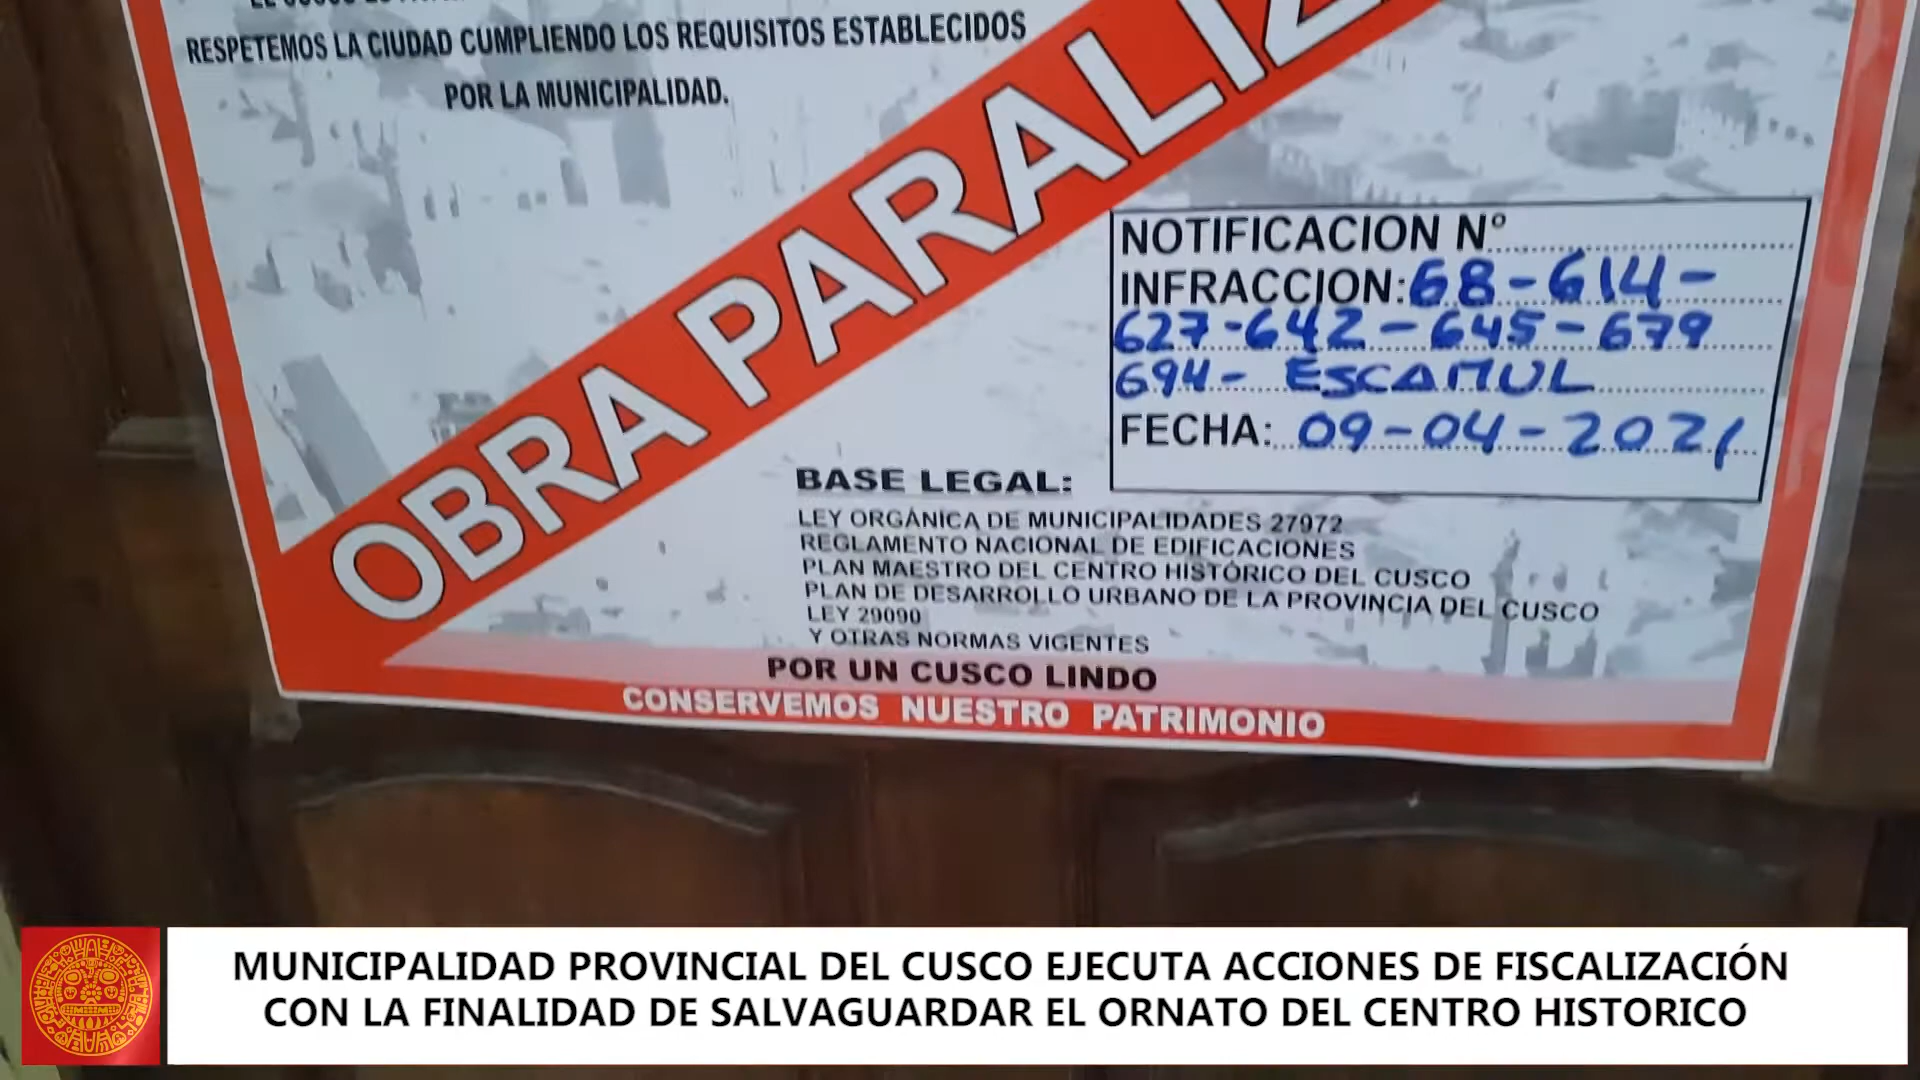 RESPETEMOS LA CIUDAD CUMPLIENDO LOS REQUISITOS ESTABLECIDOS
POR LA MUNICIPALIDAD.
OBRA PARALIZ
NOTIFICACION Nº
INFRACCION: 68-614-
627-642-645-679
694- ESCAMUL
FECHA: 09-04-2021
BASE LEGAL:
LEY ORGÁNICA DE MUNICIPALIDADES 27972
REGLAMENTO NACIONAL DE EDIFICACIONES
PLAN MAESTRO DEL CENTRO HISTÓRICO DEL CUSCO
PLAN DE DESARROLLO URBANO DE LA PROVINCIA DEL CUSCO
LEY 29090
Y OTRAS NORMAS VIGENTES
POR UN CUSCO LINDO
CONSERVEMOS NUESTRO PATRIMONIO
MUNICIPALIDAD PROVINCIAL DEL CUSCO EJECUTA ACCIONES DE FISCALIZACIÓN
CON LA FINALIDAD DE SALVAGUARDAR EL ORNATO DEL CENTRO HISTORICO